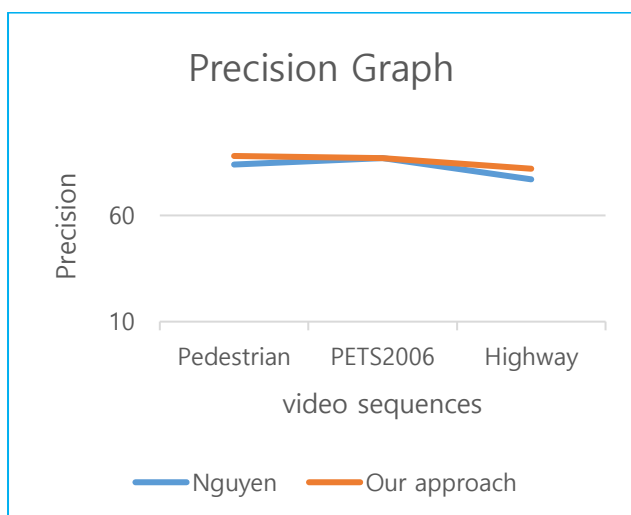 Precision Graph
Precision
60
10
Pedestrian PETS2006 Highway
video sequences
Nguyen Our approach